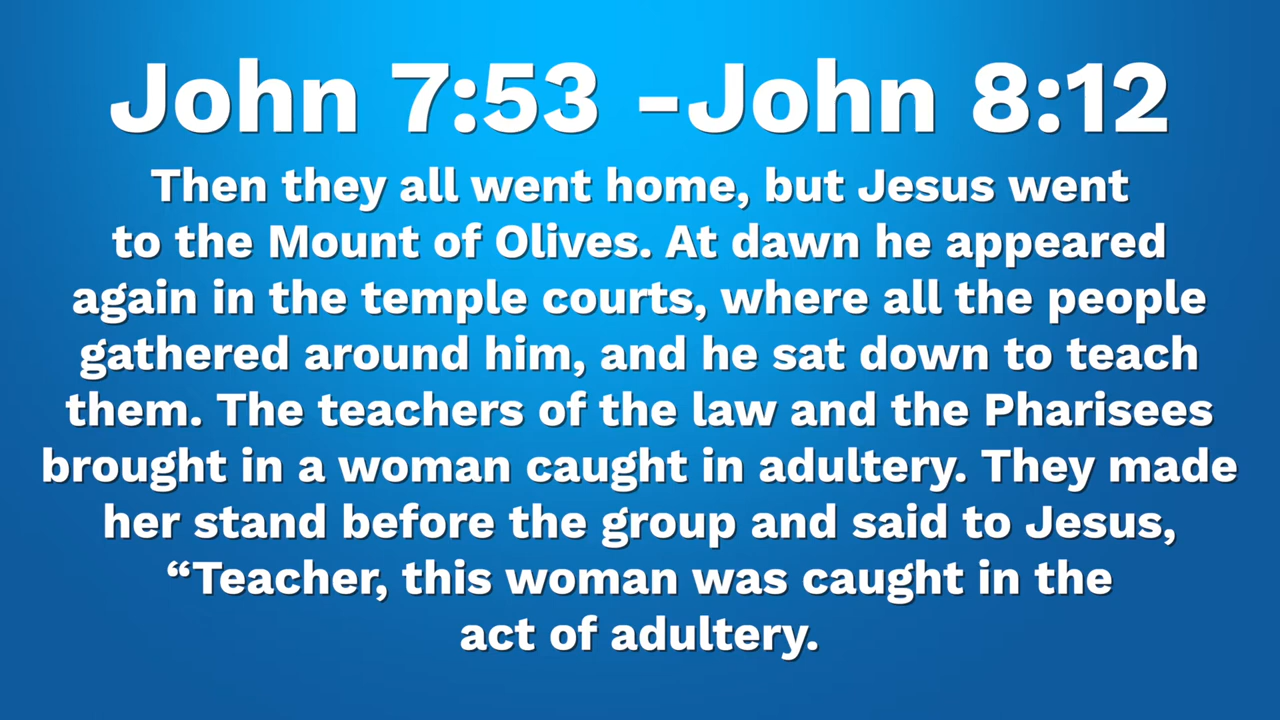 John 7:53 -John 8:12
Then they all went home, but Jesus went
to the Mount of Olives. At dawn he appeared
again in the temple courts, where all the people
gathered around him, and he sat down to teach
them. The teachers of the law and the Pharisees
brought in a woman caught in adultery. They made
her stand before the group and said to Jesus,
“Teacher, this woman was caught in the
act of adultery.